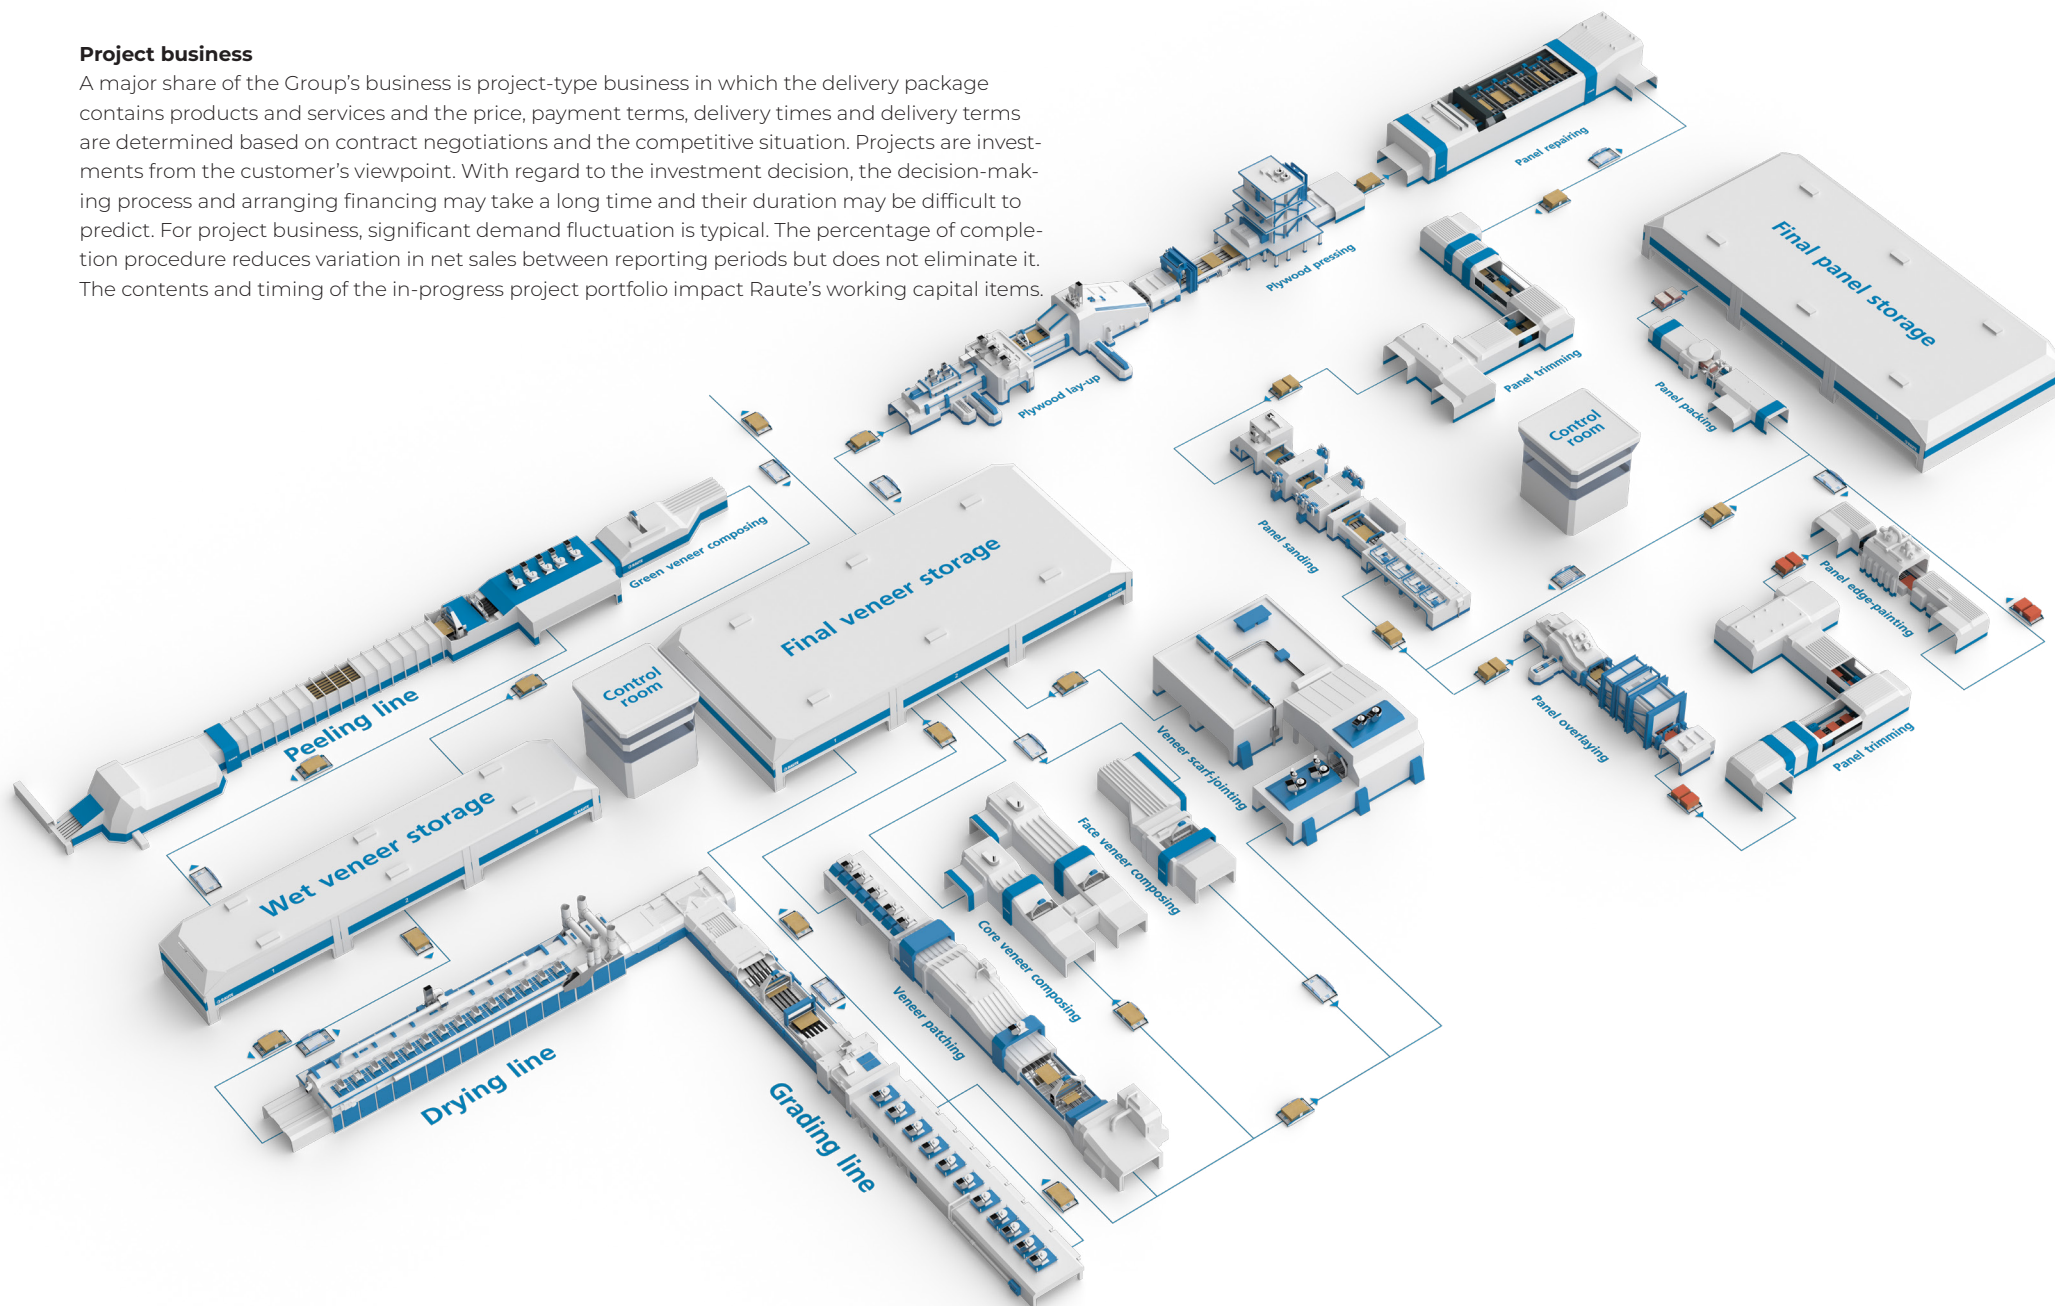 Project business
A major share of the Group's business is project-type business in which the delivery package
contains products and services and the price, payment terms, delivery times and delivery terms
are determined based on contract negotiations and the competitive situation. Projects are invest-
ments from the customer's viewpoint. With regard to the investment decision, the decision-mak-
ing process and arranging financing may take a long time and their duration may be difficult to
predict. For project business, significant demand fluctuation is typical. The percentage of comple-
tion procedure reduces variation in net sales between reporting periods but does not eliminate it.
The contents and timing of the in-progress project portfolio impact Raute's working capital items.
Panel repairing
Plywood pressing
Final panel storage
Panel trimming
Plywood lay-up
Panel packing
Control
room
Green veneer composing
Panel sanding
Final veneer storage
Panel edge-painting
Control
room
Peeling line
Panel overlaying
Panel trimming
Veneer scarf-jointing
Wet veneer storage
Face veneer composing
Core veneer composing
Veneer patching
Drying line
Grading line